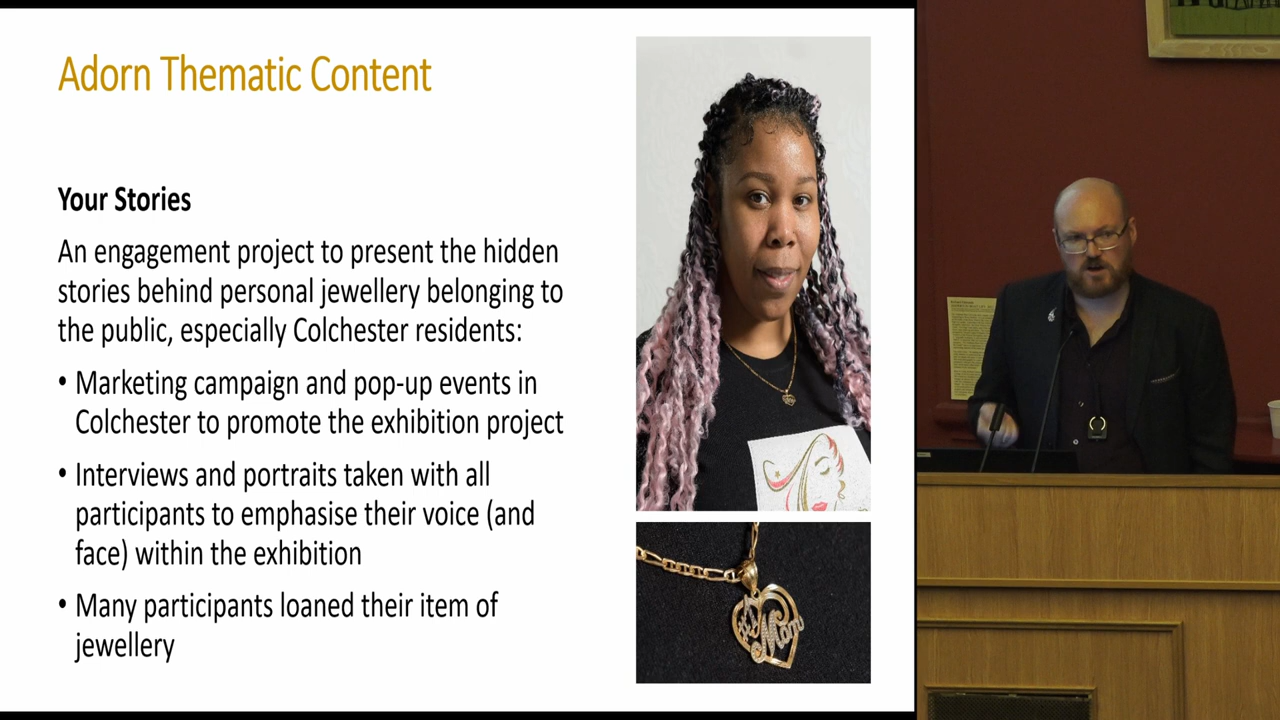 Adorn Thematic Content
Your Stories
An engagement project to present the hidden
stories behind personal jewellery belonging to
the public, especially Colchester residents:
• Marketing campaign and pop-up events in
Colchester to promote the exhibition project
• Interviews and portraits taken with all
participants to emphasise their voice (and
face) within the exhibition
• Many participants loaned their item of
jewellery
#1
Mom